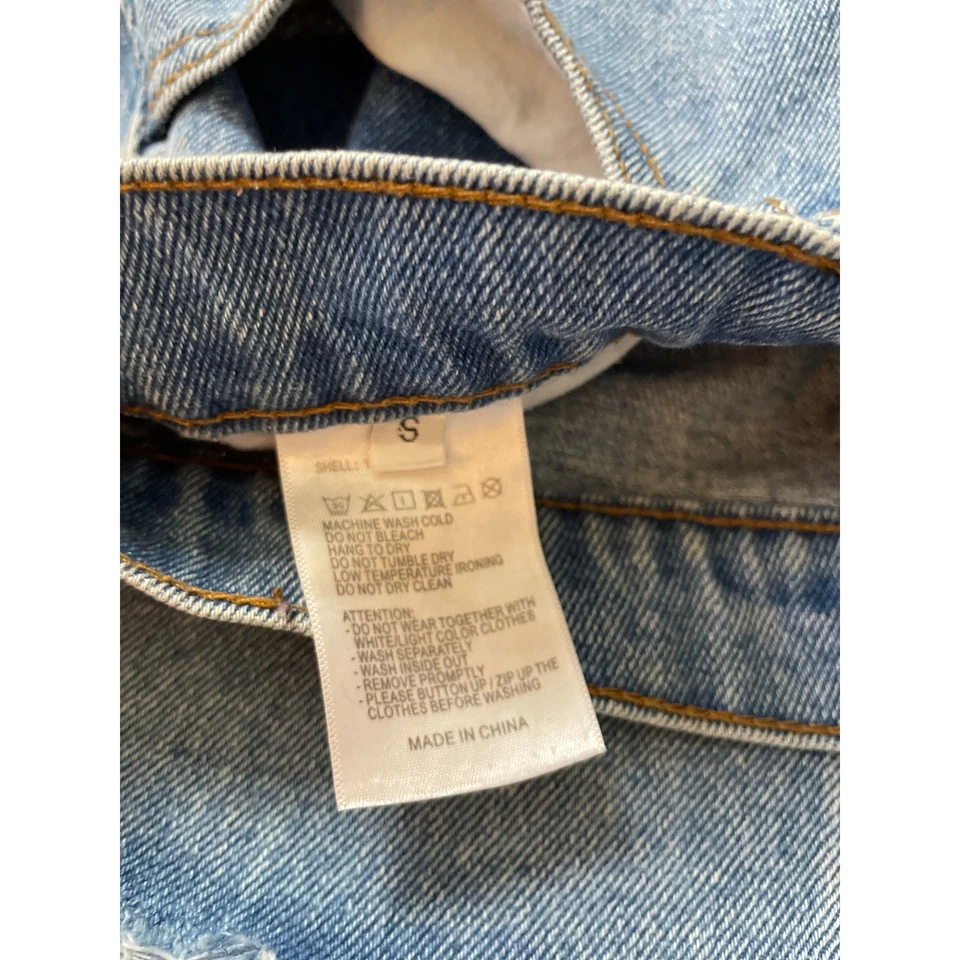 S
SHELL:
MACHINE WASH COLD
DO NOT BLEACH
HANG TO DRY
DO NOT TUMBLE DRY
LOW TEMPERATURE IRONING
DO NOT DRY CLEAN
ATTENTION:
- DO NOT WEAR TOGETHER WITH
WHITE/LIGHT COLOR CLOTHES
- WASH SEPARATELY
- WASH INSIDE OUT
- REMOVE PROMPTLY
- PLEASE BUTTON UP / ZIP UP THE
CLOTHES BEFORE WASHING
MADE IN CHINA